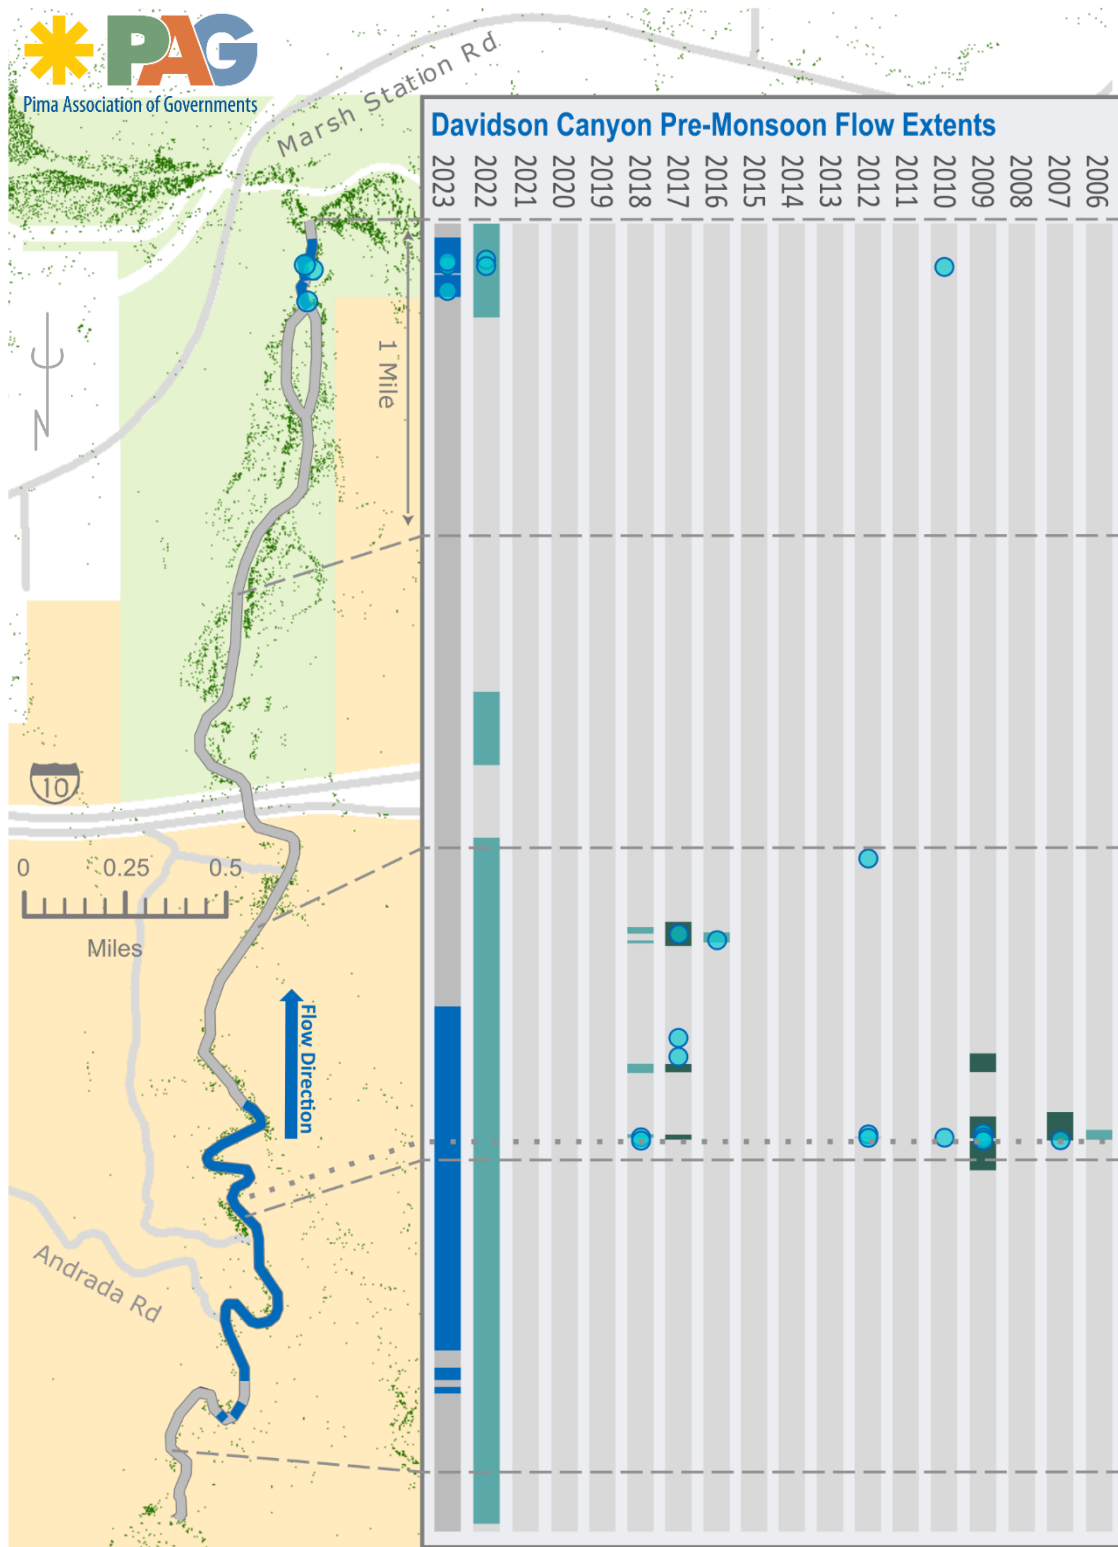 PAG
Pima Association of Governments
Marsh Station Rd
Davidson Canyon Pre-Monsoon Flow Extents
2023
2022
2021
2020
2019
2018
2017
2016
2015
2014
2013
2012
2011
2010
2009
2008
2007
2006
1 Mile
N
10
0 0.25 0.5
Miles
Flow Direction
Andrada Rd